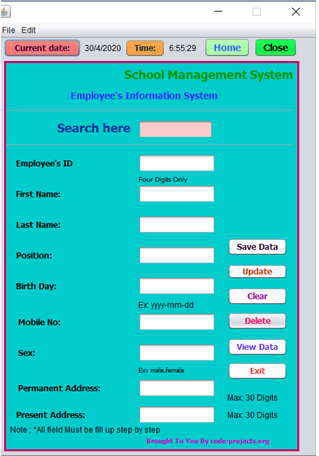 File Edit
Current date: 30/4/2020 Time: 6:55:29 Home Close
School Management System
Employee's Information System
Search here
Employee's ID
Four Digits Only
First Name:
Last Name:
Position:
Save Data
Update
Birth Day:
Clear
Ex: yyyy-mm-dd
Mobile No:
Delete
Sex:
View Data
Ex: male,female
Exit
Permanent Address:
Max: 30 Digits
Present Address:
Max: 30 Digits
Note : *All field Must be fill up step by step
Brought To You By code-projects.org